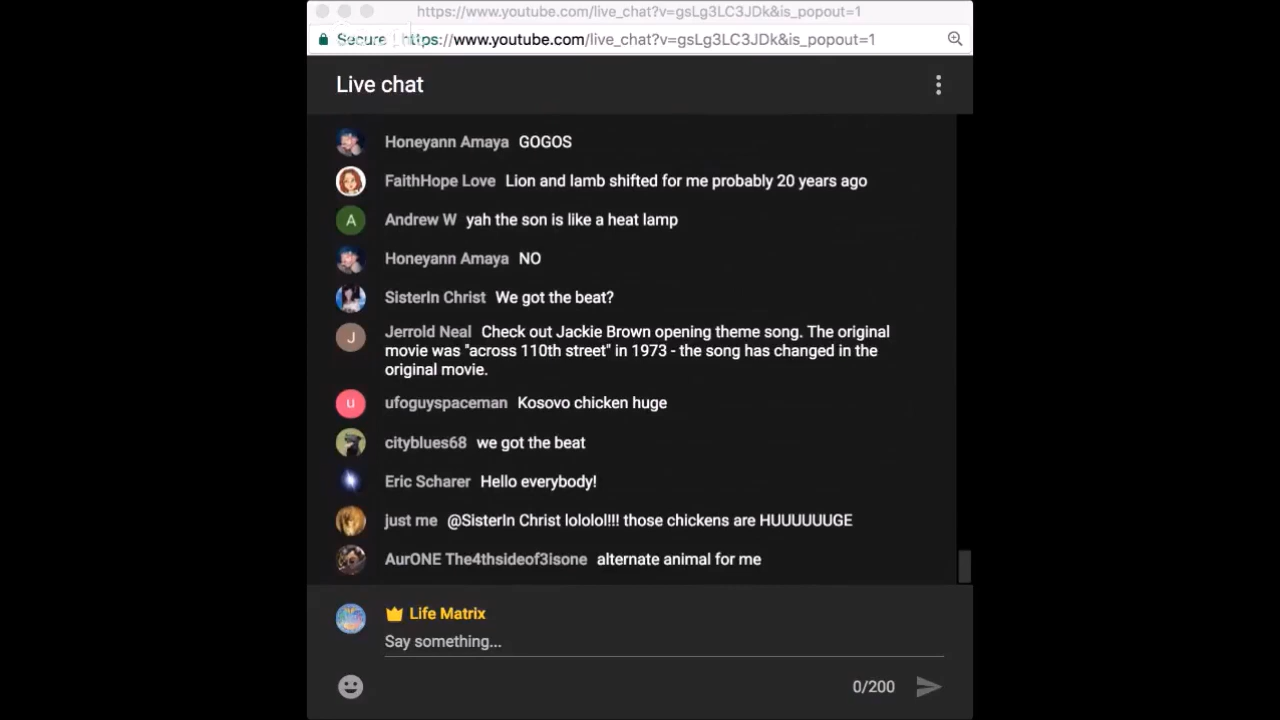 https://www.youtube.com/live_chat?v=gsLg3LC3JDk&is_popout=1
Secure https://www.youtube.com/live_chat?v=gsLg3LC3JDk&is_popout=1
Live chat
Honeyann Amaya GOGOS
FaithHope Love Lion and lamb shifted for me probably 20 years ago
A Andrew W yah the son is like a heat lamp
Honeyann Amaya NO
SisterIn Christ We got the beat?
J Jerrold Neal Check out Jackie Brown opening theme song. The original
movie was "across 110th street" in 1973 - the song has changed in the
original movie.
u ufoguyspaceman Kosovo chicken huge
cityblues68 we got the beat
Eric Scharer Hello everybody!
just me @SisterIn Christ lololol!!! those chickens are HUUUUUUGE
AurONE The4thsideof3isone alternate animal for me
Life Matrix
Say something...
0/200